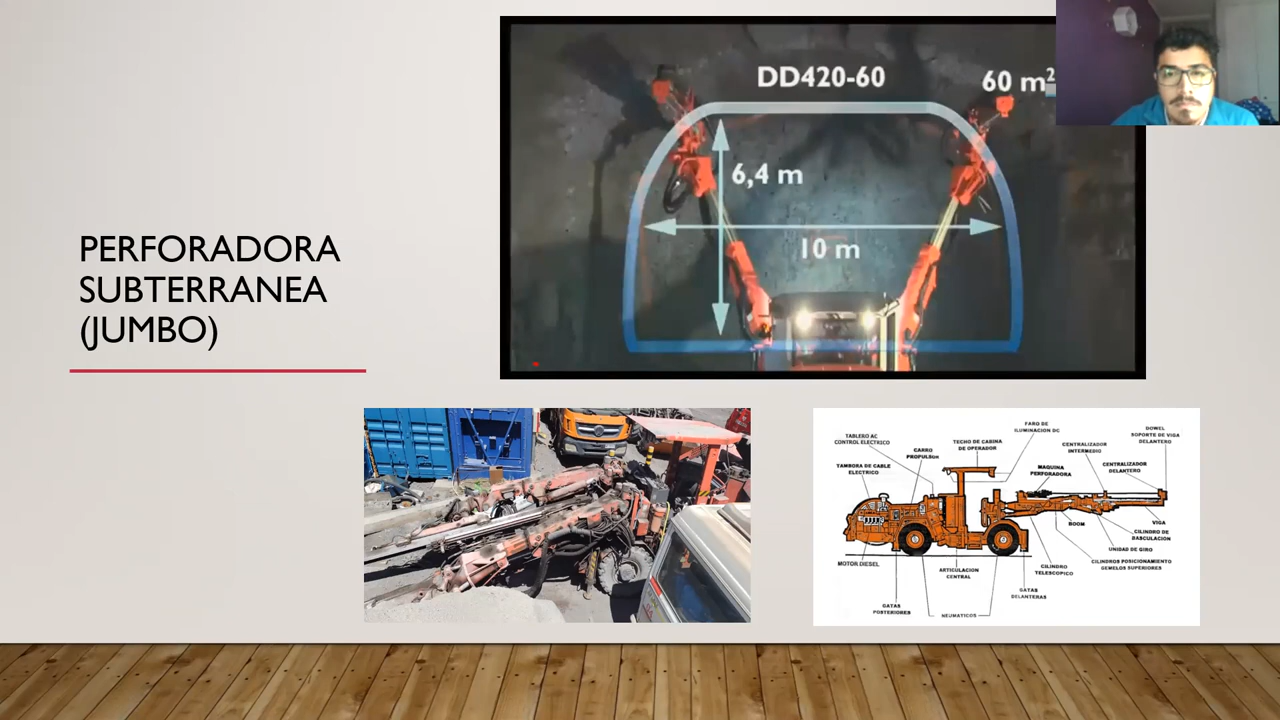 PERFORADORA
SUBTERRANEA
(JUMBO)
DD420-60
60 m²
6,4 m
10 m
FARO DE
ILUMINACION DC
TABLERO AC
CONTROL ELECTRICO
TECHO DE CABINA
DE OPERADOR
CENTRALIZADOR
INTERMEDIO
DOWEL
SOPORTE DE VIGA
DELANTERO
CARRO
PROPULSOR
TAMBORA DE CABLE
ELECTRICO
MAQUINA
PERFORADORA
CENTRALIZADOR
DELANTERO
BOOM
VIGA
CILINDRO DE
BASCULACION
UNIDAD DE GIRO
MOTOR DIESEL
ARTICULACION
CENTRAL
CILINDRO
TELESCOPICO
CILINDROS POSICIONAMIENTO
GEMELOS SUPERIORES
GATAS
DELANTERAS
GATAS
POSTERIORES
NEUMATICOS